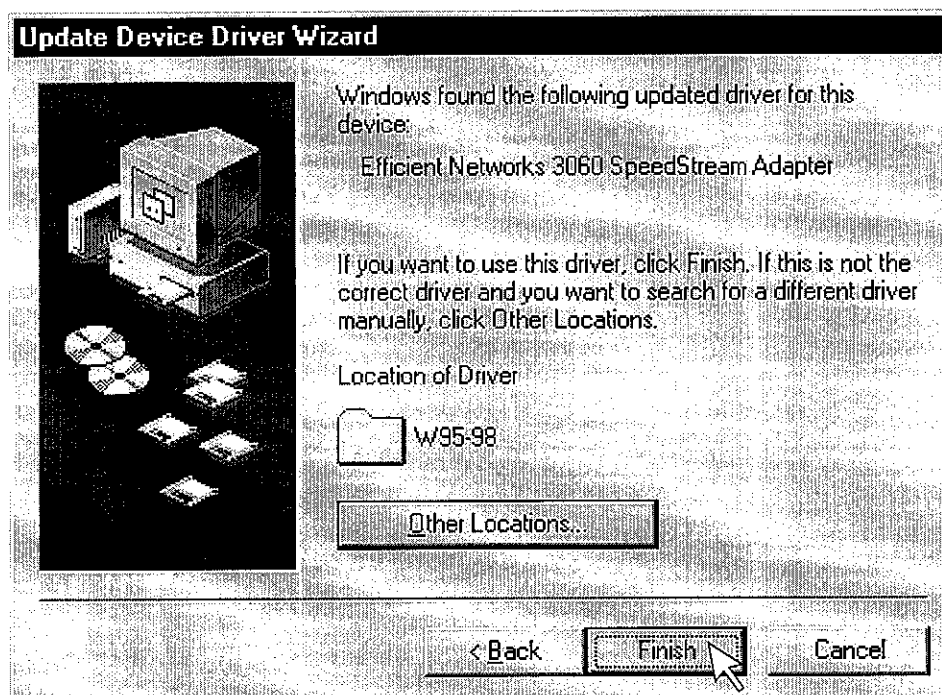 Update Device Driver Wizard
Windows found the following updated driver for this
device:
Efficient Networks 3060 SpeedStream Adapter
If you want to use this driver, click Finish. If this is not the
correct driver and you want to search for a different driver
manually, click Other Locations.
Location of Driver
W95-98
Other Locations...
< Back Finish Cancel